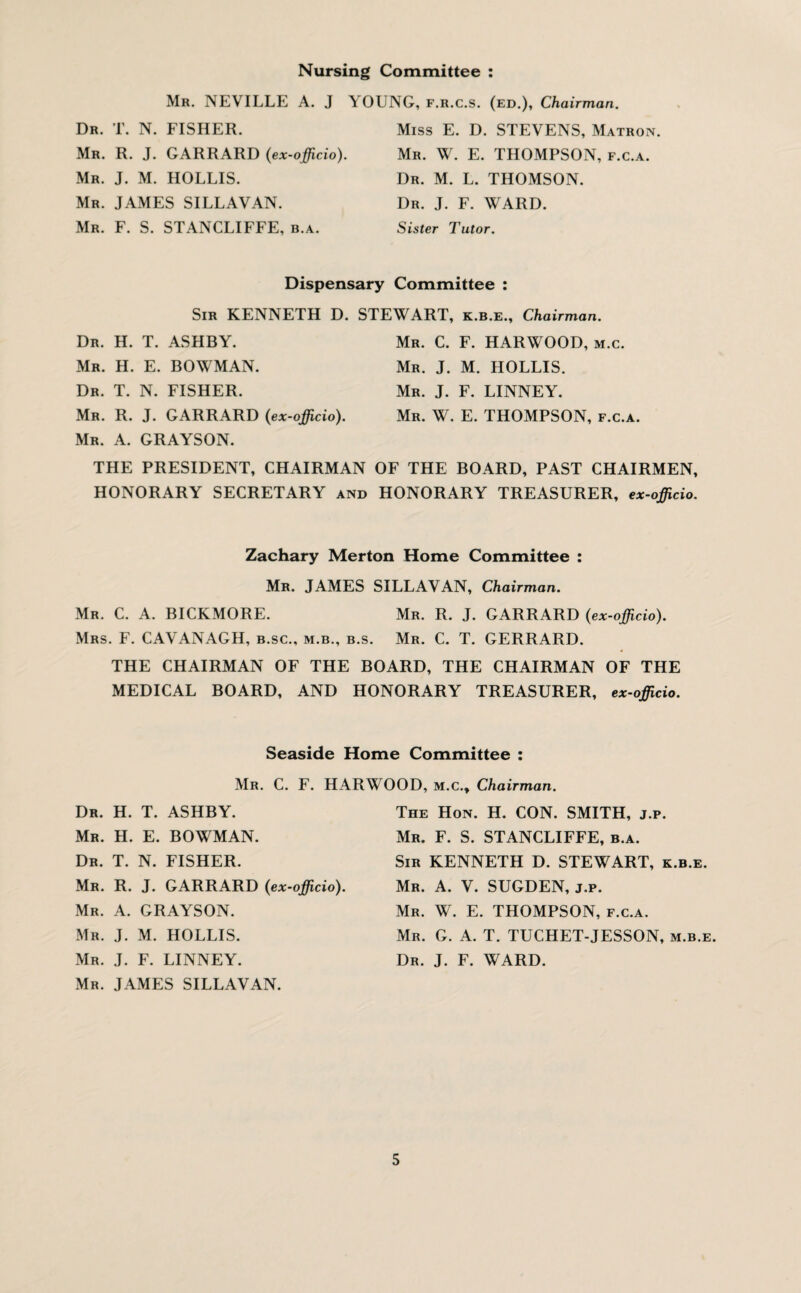 Nursing Committee :
Mr. NEVILLE A. J YOUNG, F.R.C.S. (ED.), Chairman.
Dr. T. N. FISHER.
Mr. R. J. GARRARD (ex-officio).
Mr. J. M. HOLLIS.
Mr. JAMES SILLAVAN.
Mr. F. S. STANCLIFFE, B.A.
Miss E. D. STEVENS, Matron.
Mr. W. E. THOMPSON, F.C.A.
Dr. M. L. THOMSON.
Dr. J. F. WARD.
Sister Tutor.
Dispensary Committee :
Sir KENNETH D. STEWART, K.B.E., Chairman.
Dr. H. T. ASHBY.
Mr. H. E. BOWMAN.
Dr. T. N. FISHER.
Mr. R. J. GARRARD (ex-officio).
Mr. A. GRAYSON.
Mr. C. F. HARWOOD, M.C.
Mr. J. M. HOLLIS.
Mr. J. F. LINNEY.
Mr. W. E. THOMPSON, F.C.A.
THE PRESIDENT, CHAIRMAN OF THE BOARD, PAST CHAIRMEN,
HONORARY SECRETARY AND HONORARY TREASURER, ex-officio.
Zachary Merton Home Committee :
Mr. JAMES SILLAVAN, Chairman.
Mr. C. A. BICKMORE.
Mrs. F. CAVANAGH, B.SC., M.B., B.S.
Mr. R. J. GARRARD (ex-officio).
Mr. C. T. GERRARD.
THE CHAIRMAN OF THE BOARD, THE CHAIRMAN OF THE
MEDICAL BOARD, AND HONORARY TREASURER, ex-officio.
Seaside Home Committee :
Mr. C. F. HARWOOD, M.C., Chairman.
Dr. H. T. ASHBY.
Mr. H. E. BOWMAN.
Dr. T. N. FISHER.
Mr. R. J. GARRARD (ex-officio).
Mr. A. GRAYSON.
Mr. J. M. HOLLIS.
Mr. J. F. LINNEY.
Mr. JAMES SILLAVAN.
The Hon. H. CON. SMITH, J.P.
Mr. F. S. STANCLIFFE, B.A.
Sir KENNETH D. STEWART, K.B.E.
Mr. A. V. SUGDEN, J.P.
Mr. W. E. THOMPSON, F.C.A.
Mr. G. A. T. TUCHET-JESSON, M.B.E.
Dr. J. F. WARD.
5